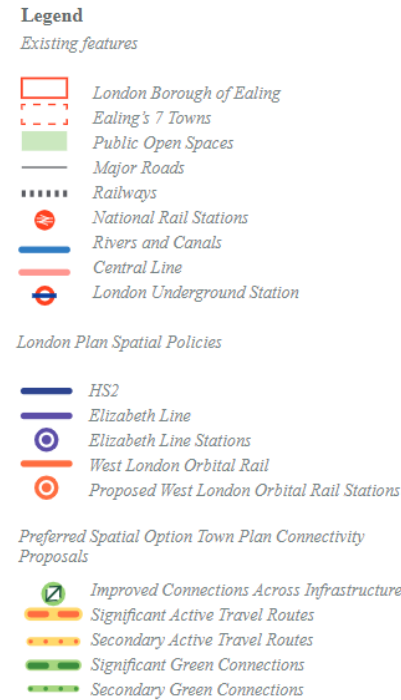 Legend
Existing features
London Borough of Ealing
Ealing's 7 Towns
Public Open Spaces
Major Roads
Railways
National Rail Stations
Rivers and Canals
Central Line
London Underground Station
London Plan Spatial Policies
HS2
Elizabeth Line
Elizabeth Line Stations
West London Orbital Rail
Proposed West London Orbital Rail Stations
Preferred Spatial Option Town Plan Connectivity
Proposals
Improved Connections Across Infrastructure
Significant Active Travel Routes
Secondary Active Travel Routes
Significant Green Connections
Secondary Green Connections